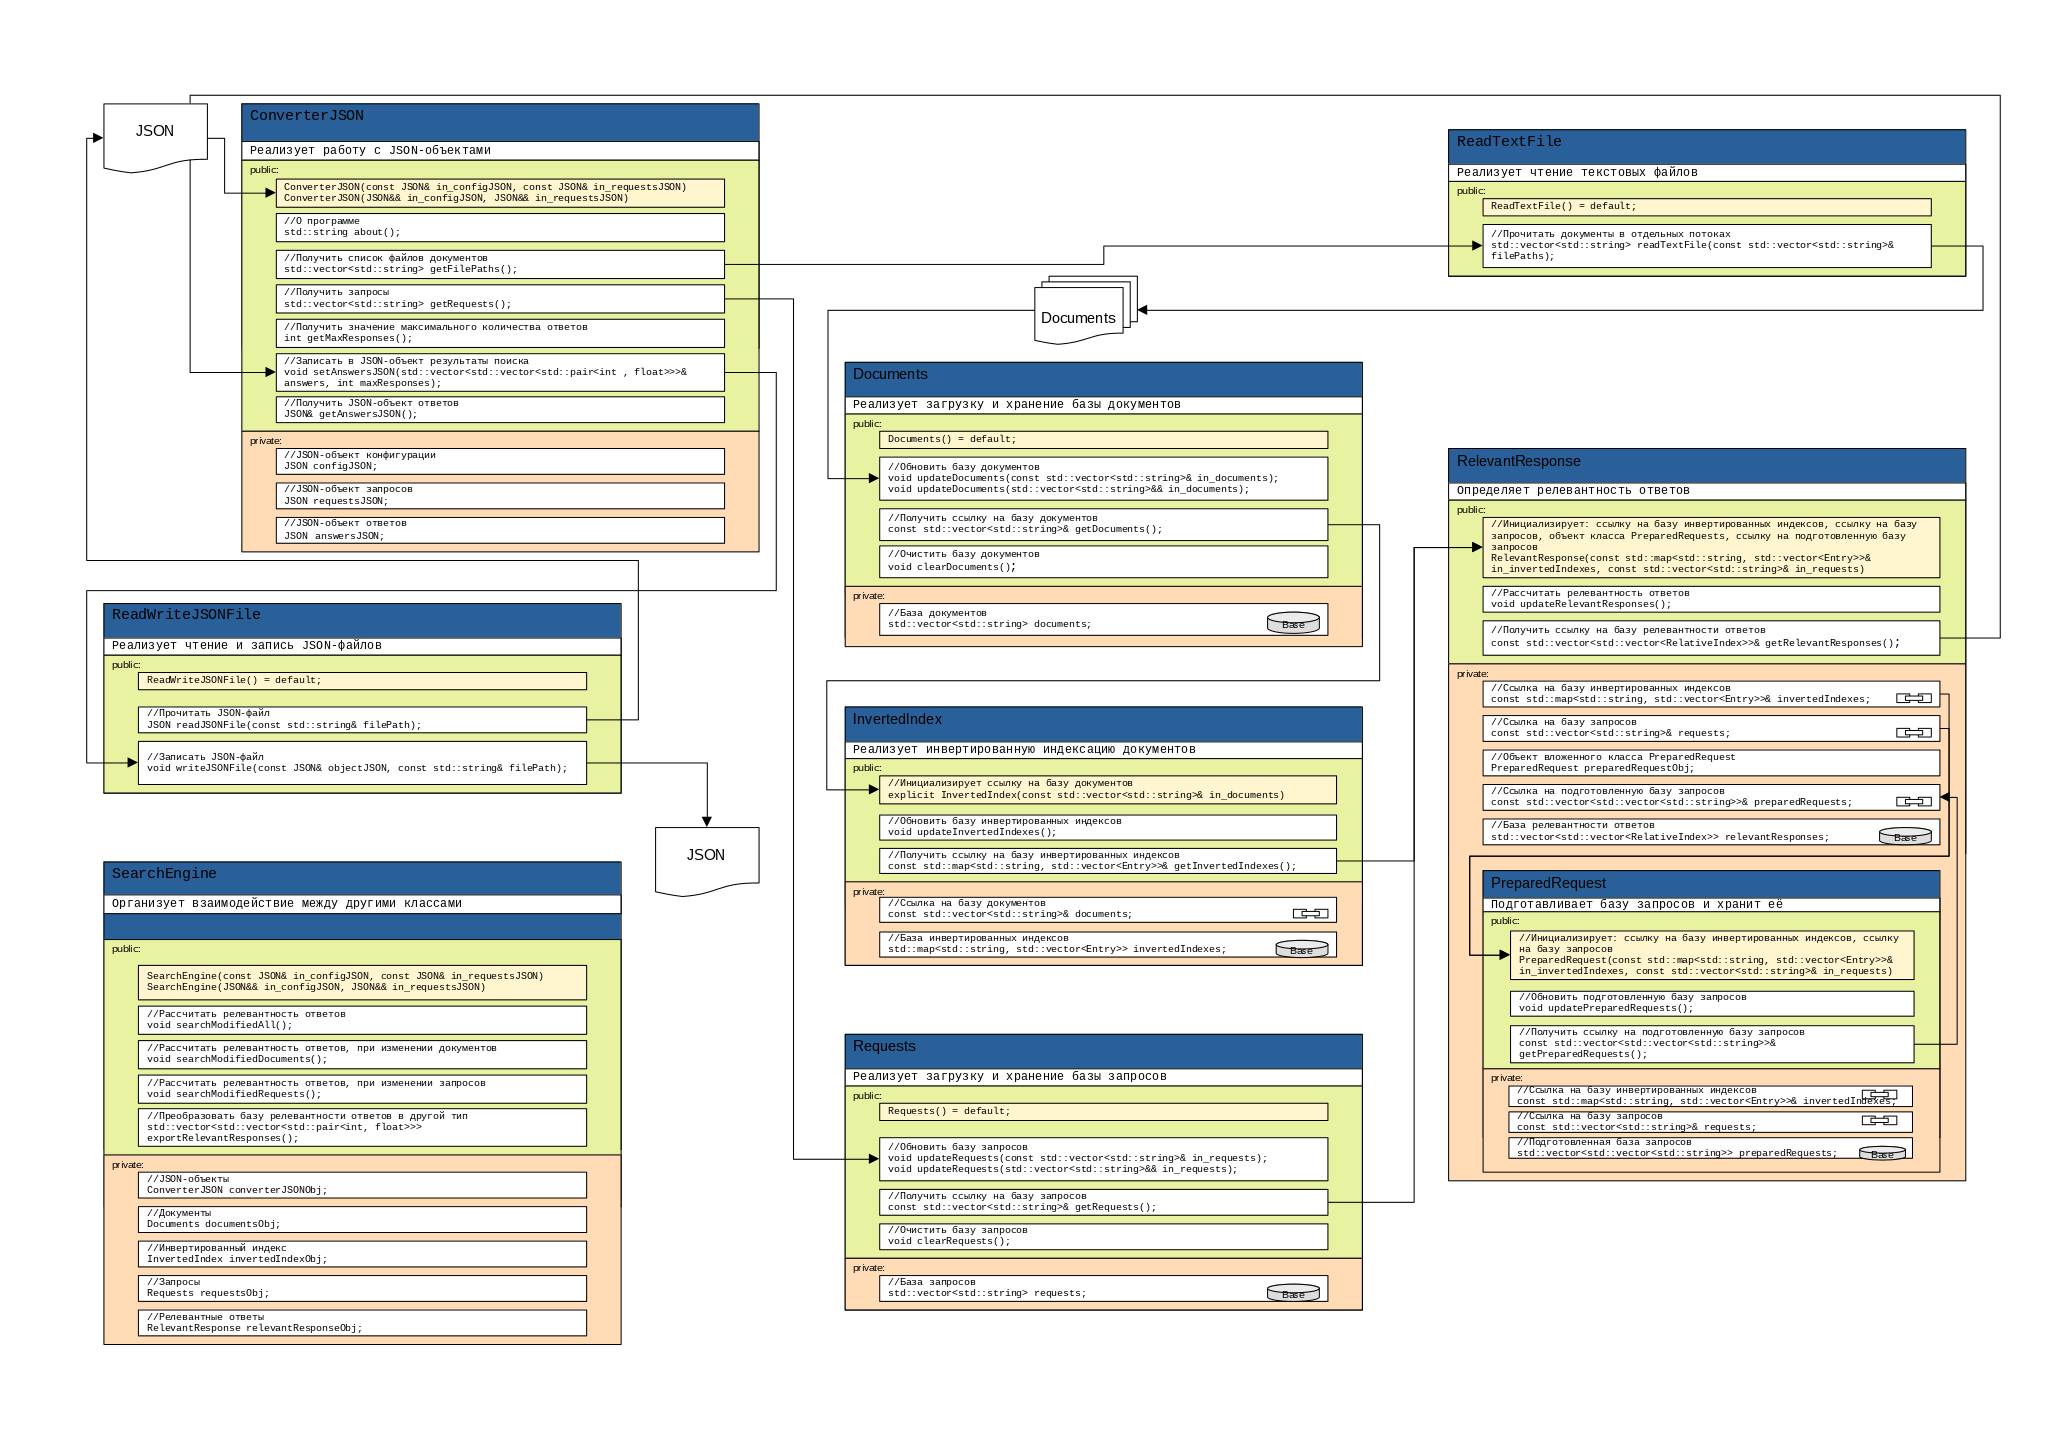 JSON
ConverterJSON
Реализует работу с JSON-объектами
public:
ConverterJSON(const JSON& in_configJSON, const JSON& in_requestsJSON)
ConverterJSON(JSON&& in_configJSON, JSON&& in_requestsJSON)
//О программе
std::string about();
//Получить список файлов документов
std::vector<std::string> getFilePaths();
//Получить запросы
std::vector<std::string> getRequests();
//Получить значение максимального количества ответов
int getMaxResponses();
//Записать в JSON-объект результаты поиска
void setAnswersJSON(std::vector<std::vector<std::pair<int , float>>>&
answers, int maxResponses);
//Получить JSON-объект ответов
JSON& getAnswersJSON();
private:
//JSON-объект конфигурации
JSON configJSON;
//JSON-объект запросов
JSON requestsJSON;
//JSON-объект ответов
JSON answersJSON;
ReadWriteJSONFile
Реализует чтение и запись JSON-файлов
public:
ReadWriteJSONFile() = default;
//Прочитать JSON-файл
JSON readJSONFile(const std::string& filePath);
//Записать JSON-файл
void writeJSONFile(const JSON& objectJSON, const std::string& filePath);
JSON
SearchEngine
Организует взаимодействие между другими классами
public:
SearchEngine(const JSON& in_configJSON, const JSON& in_requestsJSON)
SearchEngine(JSON&& in_configJSON, JSON&& in_requestsJSON)
//Рассчитать релевантность ответов
void searchModifiedAll();
//Рассчитать релевантность ответов, при изменении документов
void searchModifiedDocuments();
//Рассчитать релевантность ответов, при изменении запросов
void searchModifiedRequests();
//Преобразовать базу релевантности ответов в другой тип
std::vector<std::vector<std::pair<int, float>>>
exportRelevantResponses();
private:
//JSON-объекты
ConverterJSON converterJSONObj;
//Документы
Documents documentsObj;
//Инвертированный индекс
InvertedIndex invertedIndexObj;
//Запросы
Requests requestsObj;
//Релевантные ответы
RelevantResponse relevantResponseObj;
Documents
Documents
Реализует загрузку и хранение базы документов
public:
Documents() = default;
//Обновить базу документов
void updateDocuments(const std::vector<std::string>& in_documents);
void updateDocuments(std::vector<std::string>&& in_documents);
//Получить ссылку на базу документов
const std::vector<std::string>& getDocuments();
//Очистить базу документов
void clearDocuments();
private:
//База документов
std::vector<std::string> documents;
Base
InvertedIndex
Реализует инвертированную индексацию документов
public:
//Инициализирует ссылку на базу документов
explicit InvertedIndex(const std::vector<std::string>& in_documents)
//Обновить базу инвертированных индексов
void updateInvertedIndexes();
//Получить ссылку на базу инвертированных индексов
const std::map<std::string, std::vector<Entry>>& getInvertedIndexes();
private:
//Ссылка на базу документов
const std::vector<std::string>& documents;
//База инвертированных индексов
std::map<std::string, std::vector<Entry>> invertedIndexes;
Base
Requests
Реализует загрузку и хранение базы запросов
public:
Requests() = default;
//Обновить базу запросов
void updateRequests(const std::vector<std::string>& in_requests);
void updateRequests(std::vector<std::string>&& in_requests);
//Получить ссылку на базу запросов
const std::vector<std::string>& getRequests();
//Очистить базу запросов
void clearRequests();
private:
//База запросов
std::vector<std::string> requests;
Base
ReadTextFile
Реализует чтение текстовых файлов
public:
ReadTextFile() = default;
//Прочитать документы в отдельных потоках
std::vector<std::string> readTextFile(const std::vector<std::string>&
filePaths);
RelevantResponse
Определяет релевантность ответов
public:
//Инициализирует: ссылку на базу инвертированных индексов, ссылку на базу
запросов, объект класса PreparedRequests, ссылку на подготовленную базу
запросов
RelevantResponse(const std::map<std::string, std::vector<Entry>>&
in_invertedIndexes, const std::vector<std::string>& in_requests)
//Рассчитать релевантность ответов
void updateRelevantResponses();
//Получить ссылку на базу релевантности ответов
const std::vector<std::vector<RelativeIndex>>& getRelevantResponses();
private:
//Ссылка на базу инвертированных индексов
const std::map<std::string, std::vector<Entry>>& invertedIndexes;
//Ссылка на базу запросов
const std::vector<std::string>& requests;
//Объект вложенного класса PreparedRequest
PreparedRequest preparedRequestObj;
//Ссылка на подготовленную базу запросов
const std::vector<std::vector<std::string>>& preparedRequests;
//База релевантности ответов
std::vector<std::vector<RelativeIndex>> relevantResponses;
Base
PreparedRequest
Подготавливает базу запросов и хранит её
public:
//Инициализирует: ссылку на базу инвертированных индексов, ссылку
на базу запросов
PreparedRequest(const std::map<std::string, std::vector<Entry>>&
in_invertedIndexes, const std::vector<std::string>& in_requests)
//Обновить подготовленную базу запросов
void updatePreparedRequests();
//Получить ссылку на подготовленную базу запросов
const std::vector<std::vector<std::string>>&
getPreparedRequests();
private:
//Ссылка на базу инвертированных индексов
const std::map<std::string, std::vector<Entry>>& invertedIndexes;
//Ссылка на базу запросов
const std::vector<std::string>& requests;
//Подготовленная база запросов
std::vector<std::vector<std::string>> preparedRequests;
Base